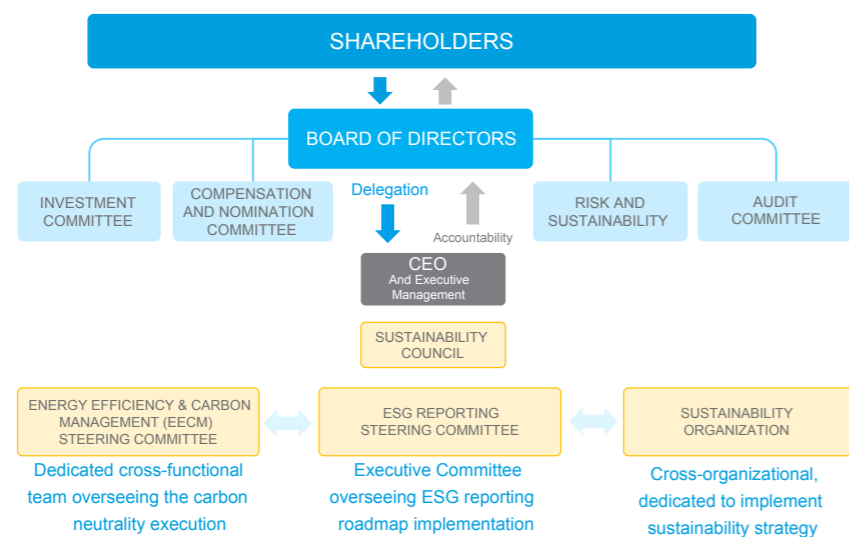 SHAREHOLDERS
BOARD OF DIRECTORS
INVESTMENT
COMMITTEE
COMPENSATION
AND NOMINATION
COMMITTEE
Delegation
Accountability
RISK AND
SUSTAINABILITY
AUDIT
COMMITTEE
CEO
And Executive
Management
SUSTAINABILITY
COUNCIL
ENERGY EFFICIENCY & CARBON
MANAGEMENT (EECM)
STEERING COMMITTEE
ESG REPORTING
STEERING COMMITTEE
SUSTAINABILITY
ORGANIZATION
Dedicated cross-functional
team overseeing the carbon
neutrality execution
Executive Committee
overseeing ESG reporting
roadmap implementation
Cross-organizational,
dedicated to implement
sustainability strategy